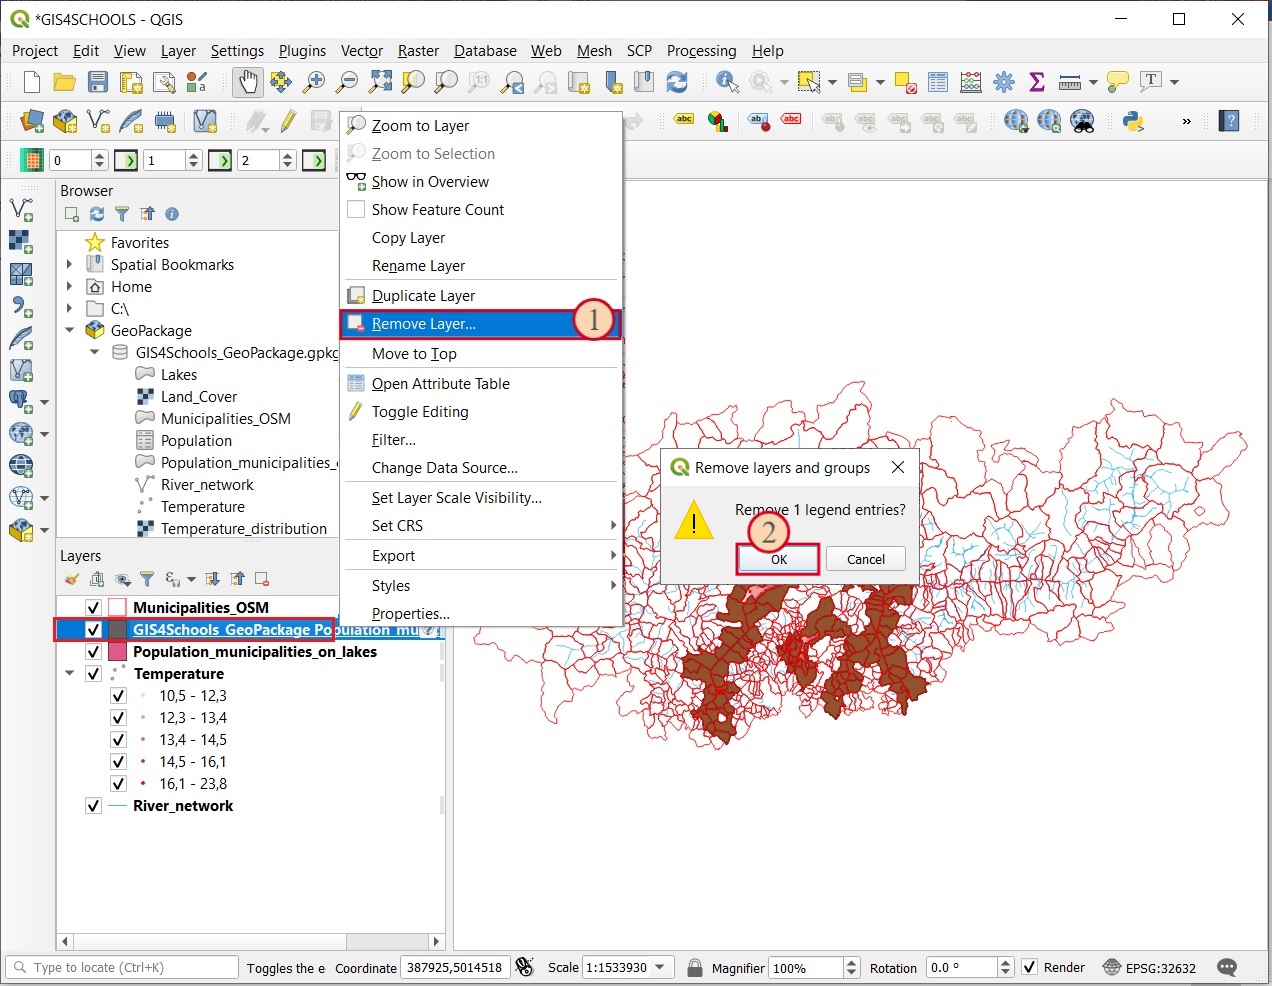 *GIS4SCHOOLS - QGIS
Project Edit View Layer Settings Plugins Vector Raster Database Web Mesh SCP Processing Help
0 1 2
Browser
Favorites
Spatial Bookmarks
Home
C:\
GeoPackage
GIS4Schools_GeoPackage.gpkg
Lakes
Land_Cover
Municipalities_OSM
Population
Population_municipalities_
River_network
Temperature
Temperature_distribution
Layers
Municipalities_OSM
GIS4Schools_GeoPackage Population_mu
Population_municipalities_on_lakes
Temperature
10,5 - 12,3
12,3 - 13,4
13,4 - 14,5
14,5 - 16,1
16,1 - 23,8
River_network
Zoom to Layer
Zoom to Selection
Show in Overview
Show Feature Count
Copy Layer
Rename Layer
Duplicate Layer
Remove Layer...
1
Move to Top
Open Attribute Table
Toggle Editing
Filter...
Change Data Source...
Set Layer Scale Visibility...
Set CRS
Export
Styles
Properties...
abc
abc
abc
Remove layers and groups
Remove 1 legend entries?
2
OK Cancel
Type to locate (Ctrl+K) Toggles the e Coordinate 387925,5014518 Scale 1:1533930 Magnifier 100% Rotation 0.0 ° Render EPSG:32632